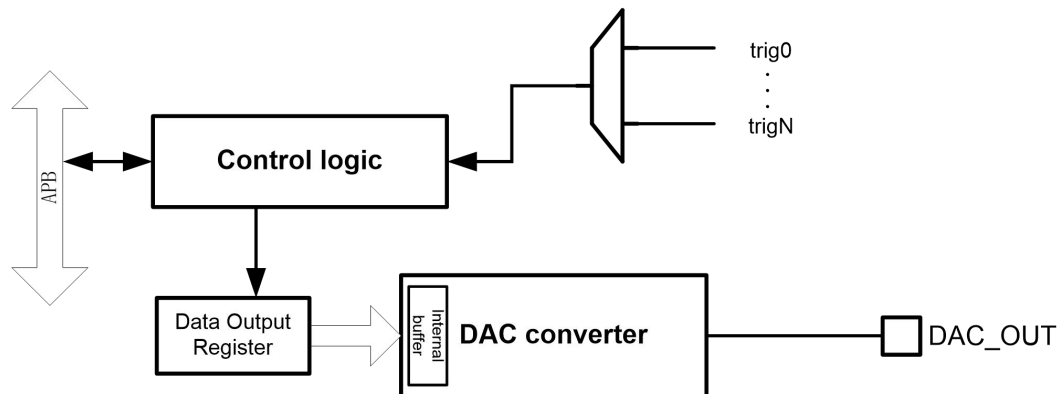 trig0
trigN
APB
Control logic
Data Output
Register
Internal
buffer
DAC converter
DAC_OUT